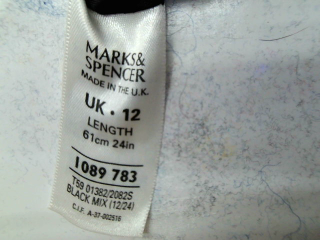 MARKS&
SPENCER
MADE IN THE U.K.
UK · 12
LENGTH
61cm 24in
1089 783
T59 01382/2082S
BLACK MIX (12/24)
C.I.F. A-37-002516